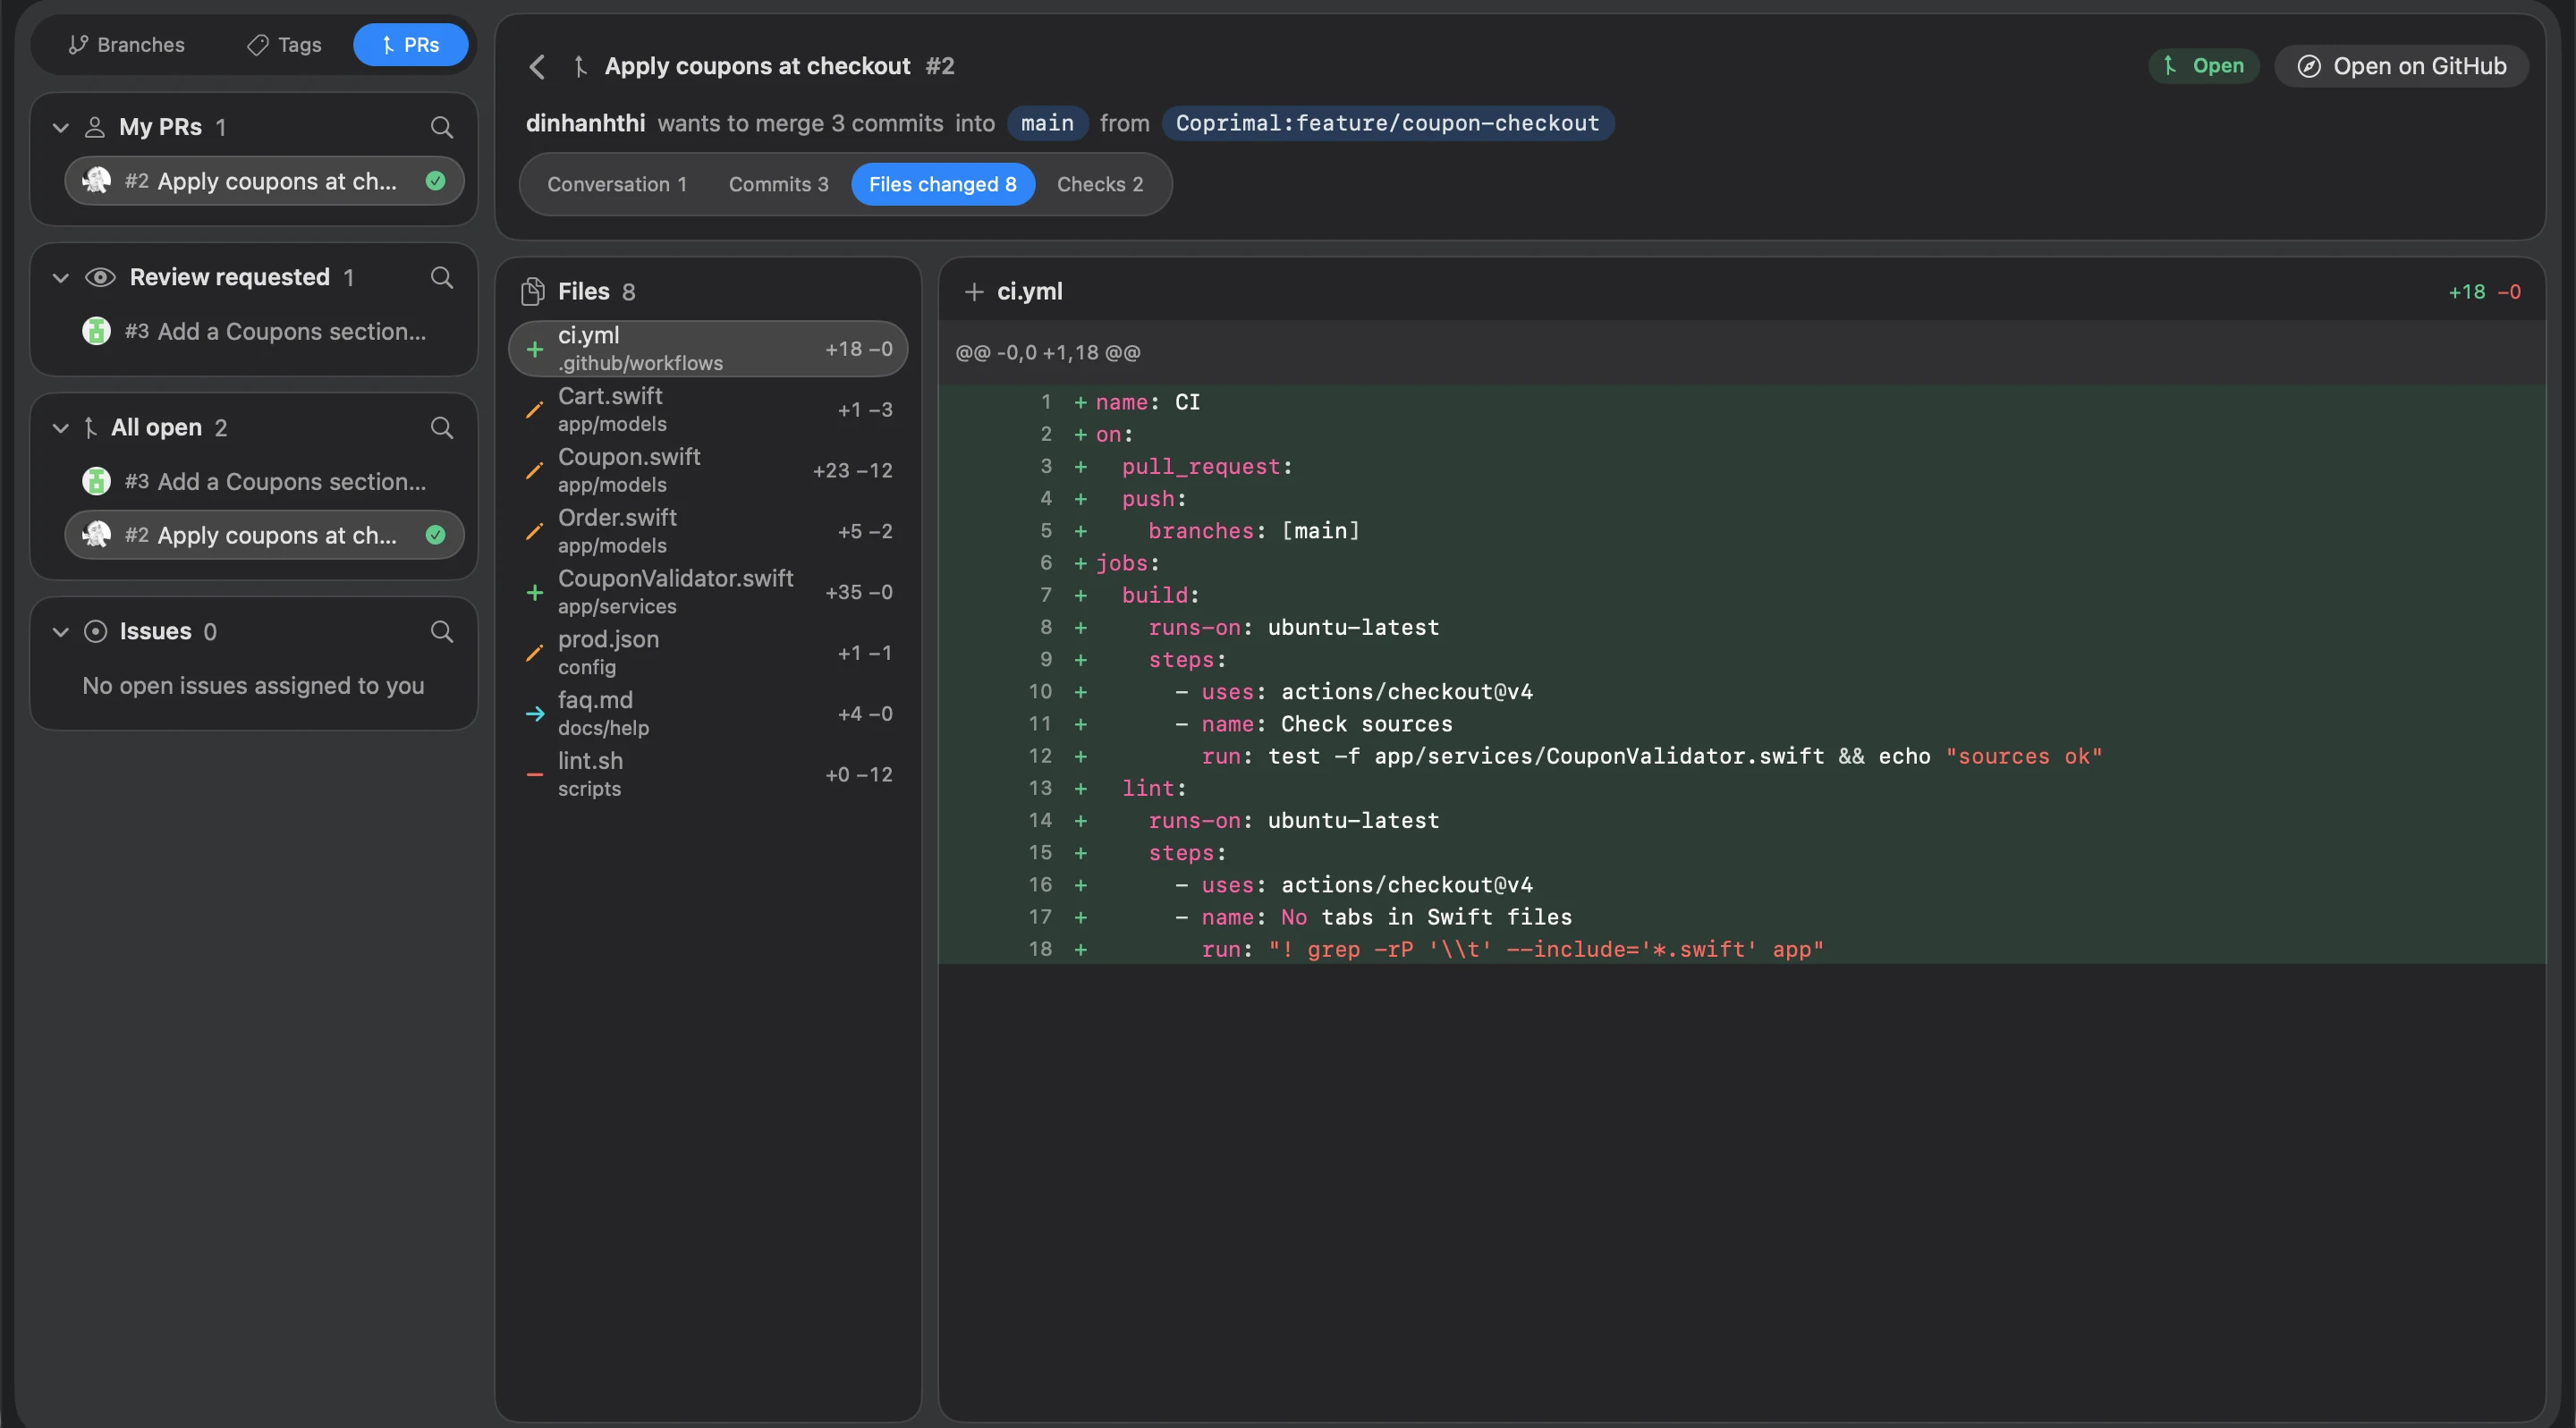 Branches
Tags
PRs
My PRs 1
#2 Apply coupons at ch...
Review requested 1
#3 Add a Coupons section...
All open 2
#3 Add a Coupons section...
#2 Apply coupons at ch...
Issues 0
No open issues assigned to you
Apply coupons at checkout #2
Open
Open on GitHub
dinhanhthi wants to merge 3 commits into main from Coprimal:feature/coupon-checkout
Conversation 1
Commits 3
Files changed 8
Checks 2
Files 8
ci.yml
.github/workflows
+18 −0
Cart.swift
app/models
+1 −3
Coupon.swift
app/models
+23 −12
Order.swift
app/models
+5 −2
CouponValidator.swift
app/services
+35 −0
prod.json
config
+1 −1
faq.md
docs/help
+4 −0
lint.sh
scripts
+0 −12
ci.yml
+18 −0
@@ -0,0 +1,18 @@
1 + name: CI
2 + on:
3 +   pull_request:
4 +   push:
5 +     branches: [main]
6 + jobs:
7 +   build:
8 +     runs-on: ubuntu-latest
9 +     steps:
10 +       - uses: actions/checkout@v4
11 +       - name: Check sources
12 +         run: test -f app/services/CouponValidator.swift && echo "sources ok"
13 +   lint:
14 +     runs-on: ubuntu-latest
15 +     steps:
16 +       - uses: actions/checkout@v4
17 +       - name: No tabs in Swift files
18 +         run: "! grep -rP '\\t' --include='*.swift' app"